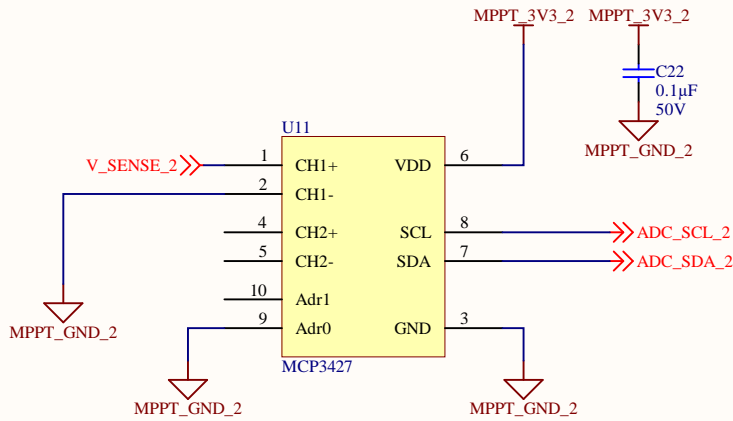 MPPT_3V3_2
MPPT_3V3_2
C22
0.1µF
50V
MPPT_GND_2
U11
V_SENSE_2
1
CH1+
VDD
6
2
CH1-
4
CH2+
SCL
8
ADC_SCL_2
5
CH2-
SDA
7
ADC_SDA_2
10
Adr1
9
Adr0
GND
3
MPPT_GND_2
MCP3427
MPPT_GND_2
MPPT_GND_2